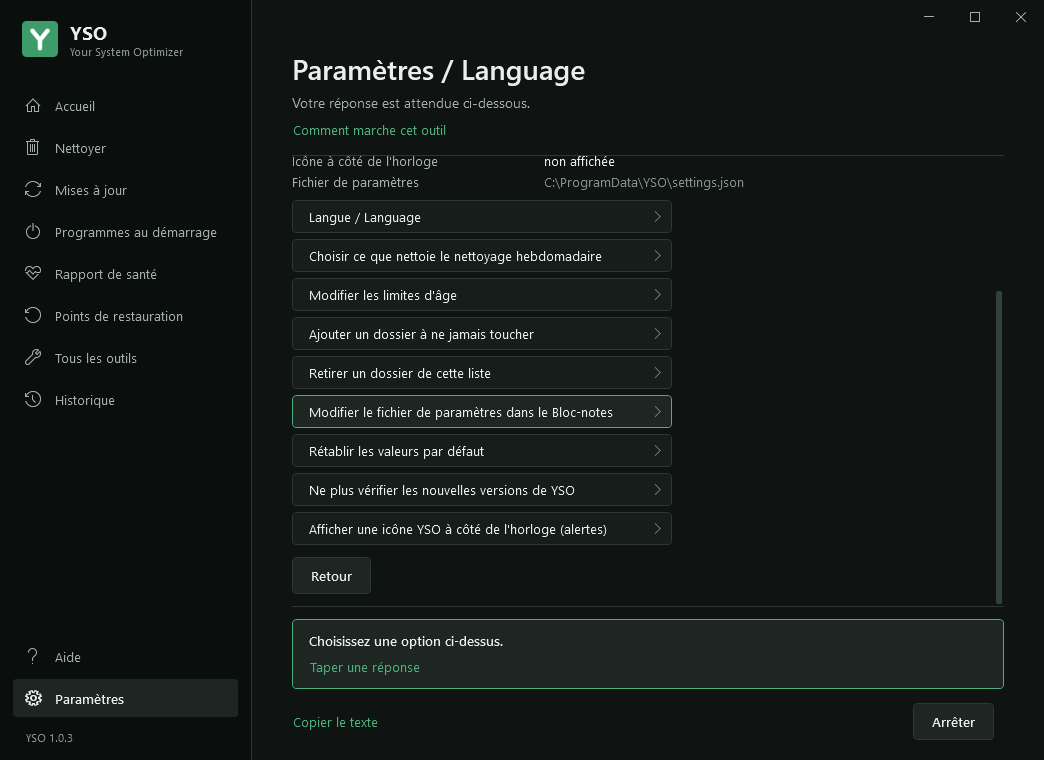 Y
YSO
Your System Optimizer
Accueil
Nettoyer
Mises à jour
Programmes au démarrage
Rapport de santé
Points de restauration
Tous les outils
Historique
Aide
Paramètres
YSO 1.0.3
Paramètres / Language
Votre réponse est attendue ci-dessous.
Comment marche cet outil
Icône à côté de l'horloge non affichée
Fichier de paramètres C:\ProgramData\YSO\settings.json
Langue / Language
Choisir ce que nettoie le nettoyage hebdomadaire
Modifier les limites d'âge
Ajouter un dossier à ne jamais toucher
Retirer un dossier de cette liste
Modifier le fichier de paramètres dans le Bloc-notes
Rétablir les valeurs par défaut
Ne plus vérifier les nouvelles versions de YSO
Afficher une icône YSO à côté de l'horloge (alertes)
Retour
Choisissez une option ci-dessus.
Taper une réponse
Copier le texte
Arrêter